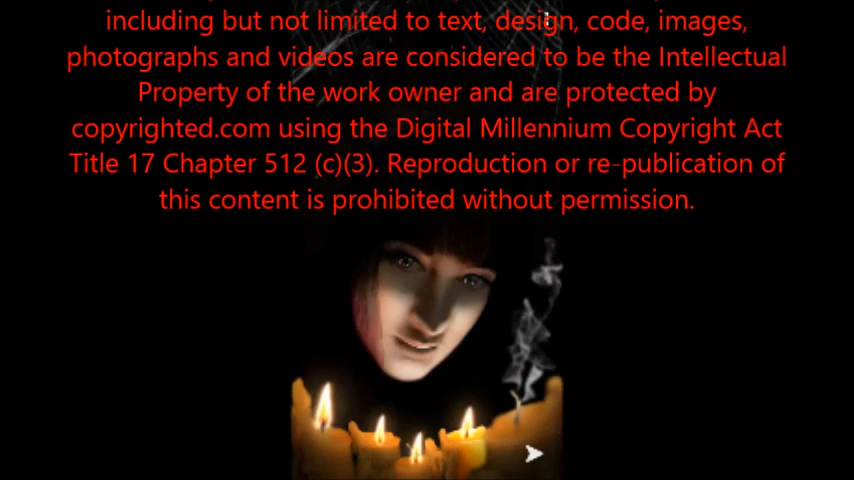 including but not limited to text, design, code, images,
photographs and videos are considered to be the Intellectual
Property of the work owner and are protected by
copyrighted.com using the Digital Millennium Copyright Act
Title 17 Chapter 512 (c)(3). Reproduction or re-publication of
this content is prohibited without permission.